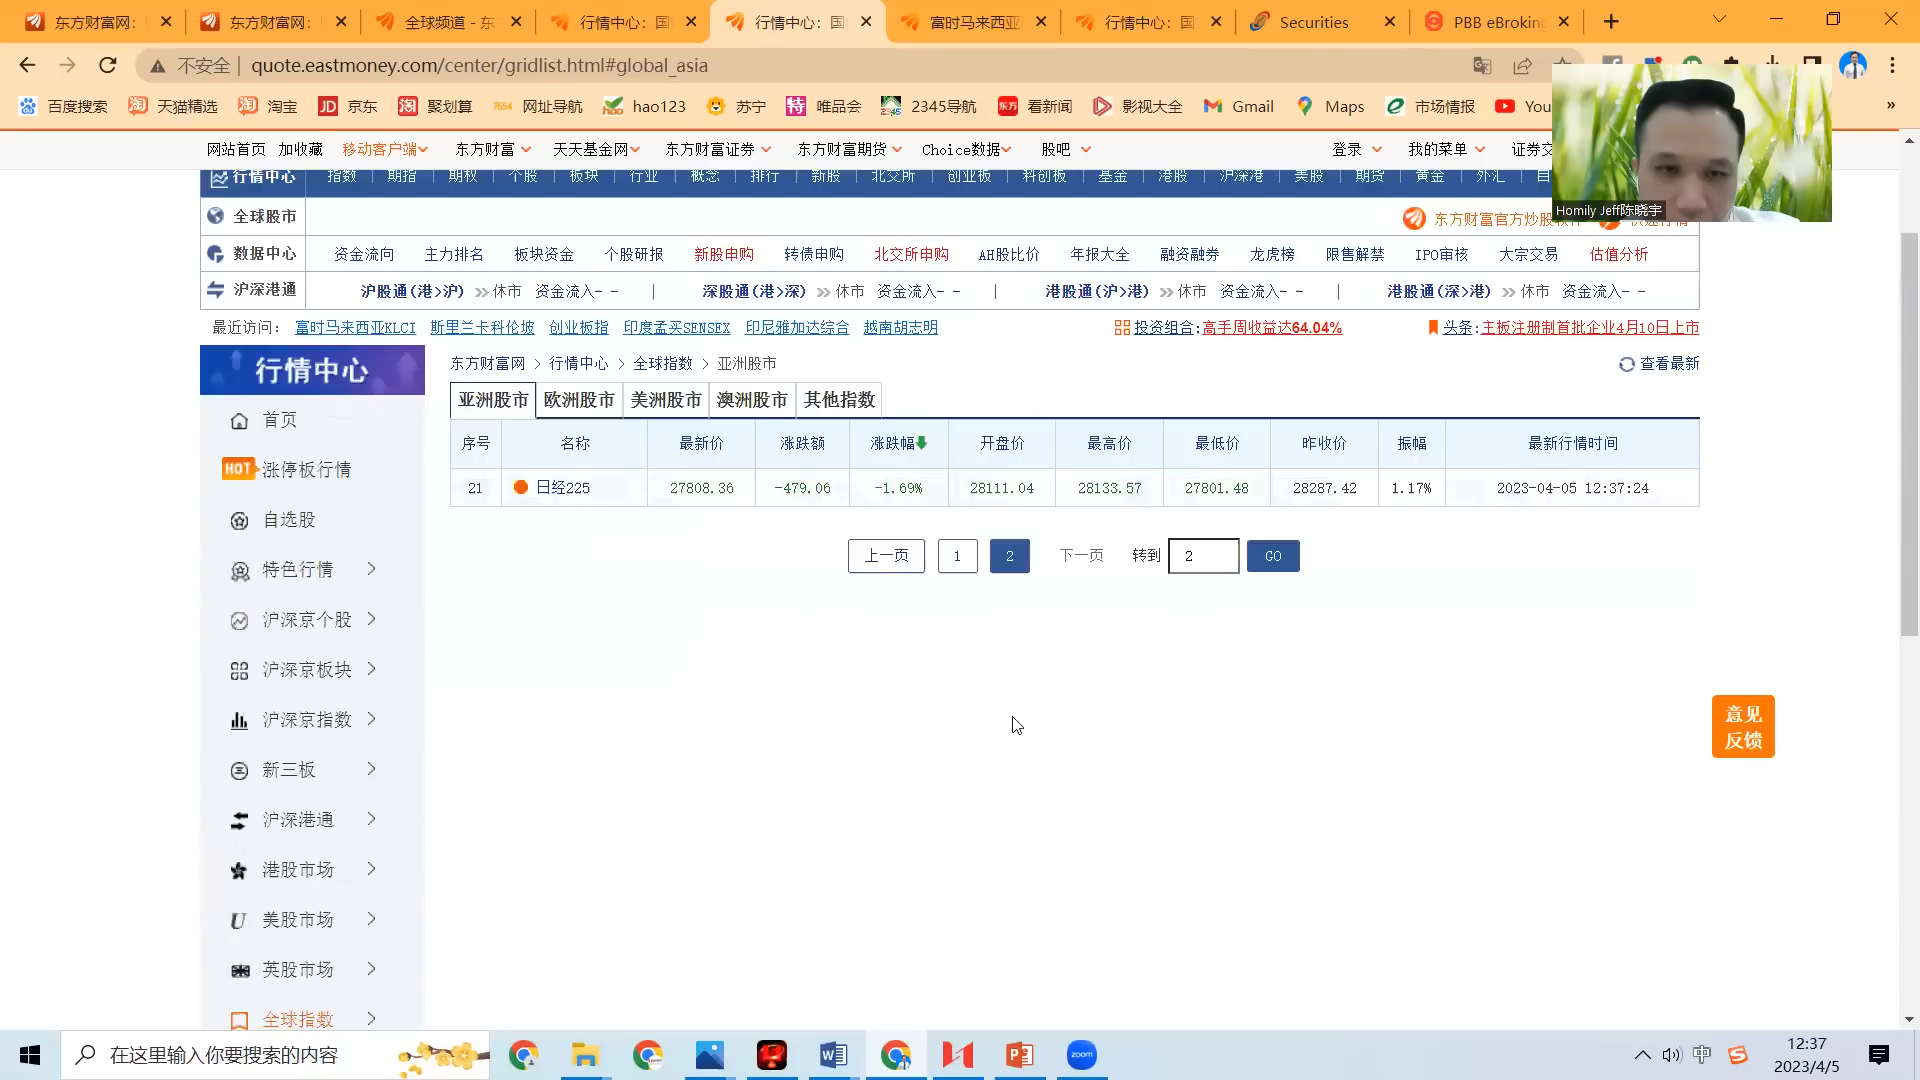 东方财富网:
东方财富网:
全球频道 - 东
行情中心: 国
行情中心: 国
富时马来西亚
行情中心: 国
Securities
PBB eBroking
不安全 | quote.eastmoney.com/center/gridlist.html#global_asia
百度搜索 天猫精选 淘宝 京东 聚划算 网址导航 hao123 苏宁 唯品会 2345导航 看新闻 影视大全 Gmail Maps 市场情报 You
网站首页 加收藏 移动客户端 东方财富 天天基金网 东方财富证券 东方财富期货 Choice数据 股吧 登录 我的菜单 证券交
行情中心 指数 期指 期权 个股 板块 行业 概念 排行 新股 北交所 创业板 科创板 基金 港股 沪深港 美股 期货 黄金 外汇
Homily Jeff陈晓宇
全球股市 东方财富官方炒股软件
数据中心 资金流向 主力排名 板块资金 个股研报 新股申购 转债申购 北交所申购 AH股比价 年报大全 融资融券 龙虎榜 限售解禁 IPO审核 大宗交易 估值分析
沪深港通 沪股通(港>沪) 休市 资金流入- - | 深股通(港>深) 休市 资金流入- - | 港股通(沪>港) 休市 资金流入- - | 港股通(深>港) 休市 资金流入- -
最近访问: 富时马来西亚KLCI 斯里兰卡科伦坡 创业板指 印度孟买SENSEX 印尼雅加达综合 越南胡志明 投资组合:高手周收益达64.04% 头条:主板注册制首批企业4月10日上市
行情中心
东方财富网 > 行情中心 > 全球指数 > 亚洲股市 查看最新
亚洲股市 欧洲股市 美洲股市 澳洲股市 其他指数
序号 名称 最新价 涨跌额 涨跌幅 开盘价 最高价 最低价 昨收价 振幅 最新行情时间
21 日经225 27808.36 -479.06 -1.69% 28111.04 28133.57 27801.48 28287.42 1.17% 2023-04-05 12:37:24
上一页 1 2 下一页 转到 2 GO
首页
HOT 涨停板行情
自选股
特色行情
沪深京个股
沪深京板块
沪深京指数
新三板
沪深港通
港股市场
美股市场
英股市场
全球指数
意见
反馈
在这里输入你要搜索的内容
zoom
中
12:37
2023/4/5